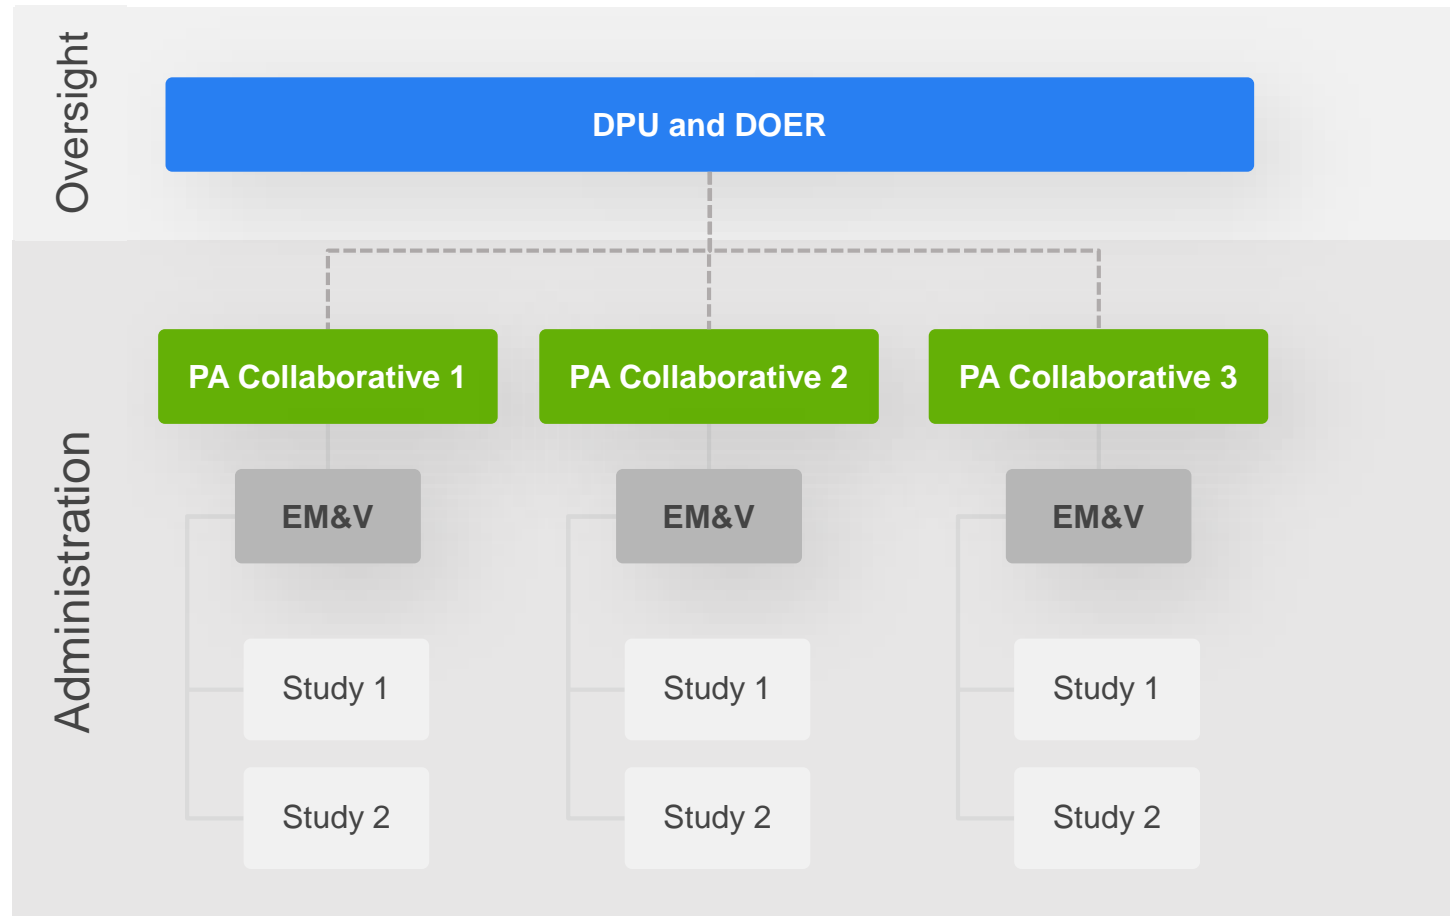 Oversight
DPU and DOER
Administration
PA Collaborative 1
PA Collaborative 2
PA Collaborative 3
EM&V
EM&V
EM&V
Study 1
Study 1
Study 1
Study 2
Study 2
Study 2